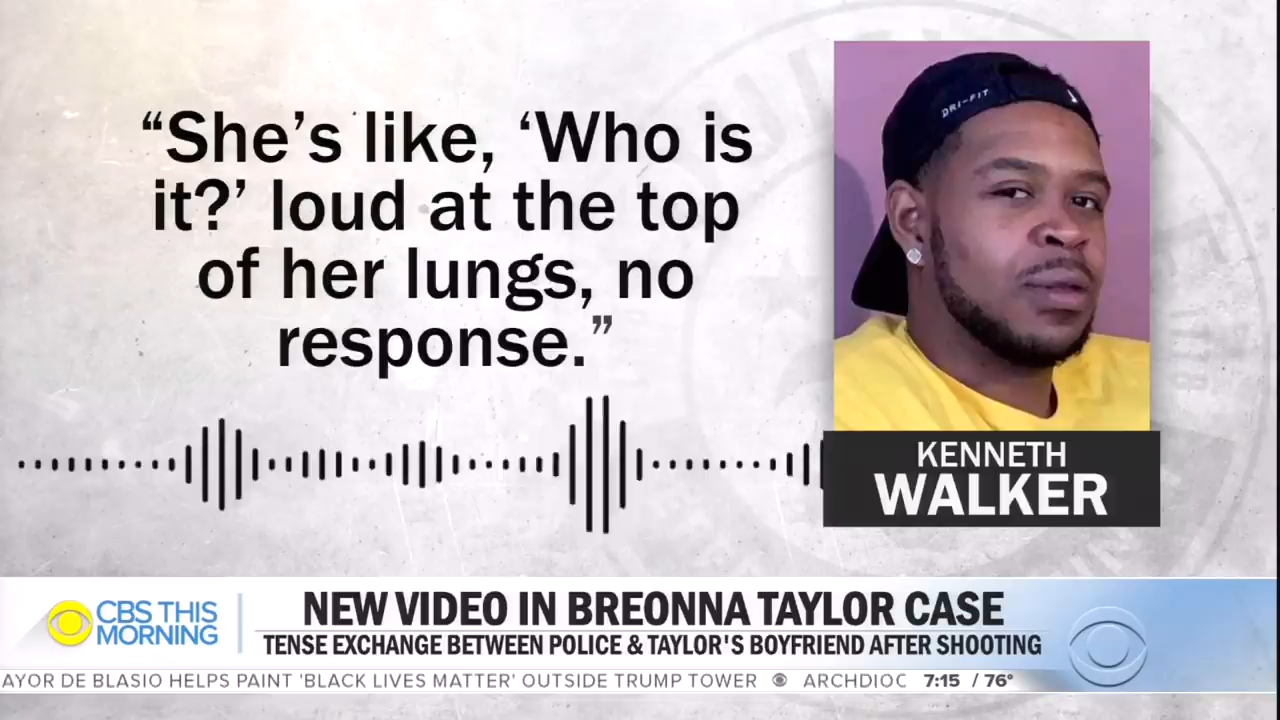 “She’s like, ‘Who is
it?’ loud at the top
of her lungs, no
response.”
DRI-FIT
KENNETH
WALKER
CBS THIS
MORNING
NEW VIDEO IN BREONNA TAYLOR CASE
TENSE EXCHANGE BETWEEN POLICE & TAYLOR'S BOYFRIEND AFTER SHOOTING
AYOR DE BLASIO HELPS PAINT 'BLACK LIVES MATTER' OUTSIDE TRUMP TOWER ARCHDIOC 7:15 / 76°